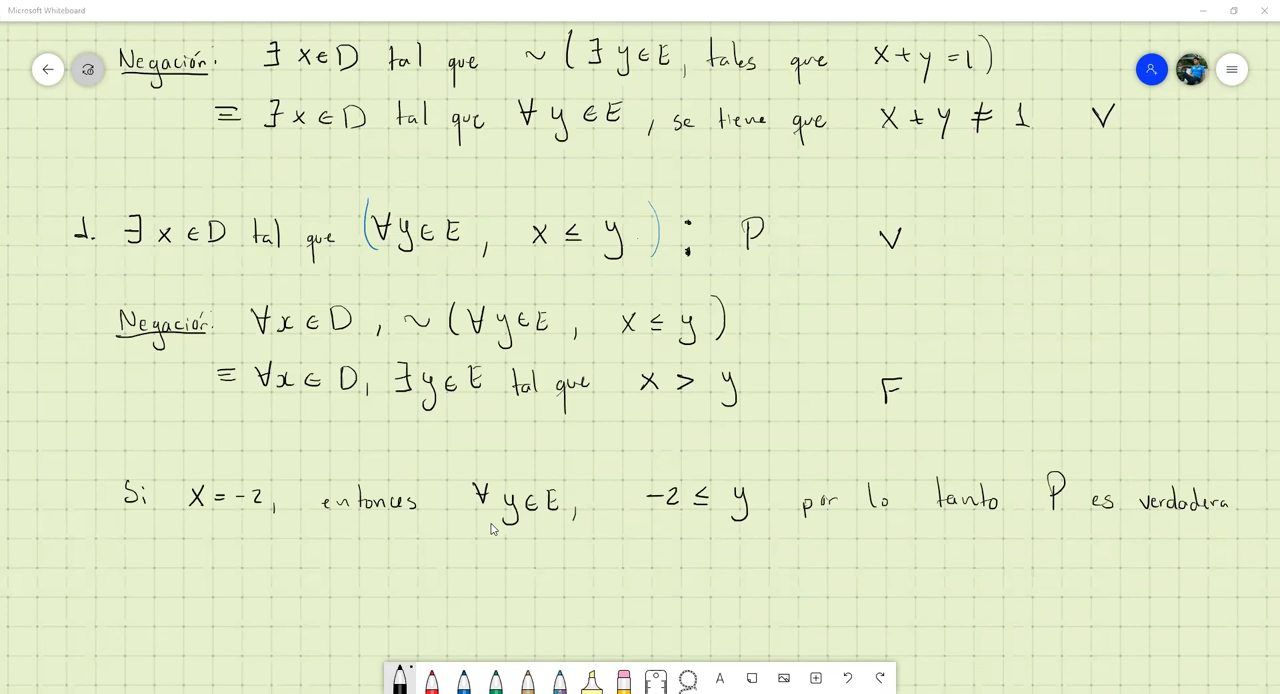 Microsoft Whiteboard
Negación: ∃ x ∈ D tal que ~ ( ∃ y ∈ E, tales que x + y = 1 )
≡ ∃ x ∈ D tal que ∀ y ∈ E, se tiene que x + y ≠ 1 V
d. ∃ x ∈ D tal que ( ∀ y ∈ E, x ≤ y ) : P V
Negación: ∀ x ∈ D, ~ ( ∀ y ∈ E, x ≤ y )
≡ ∀ x ∈ D, ∃ y ∈ E tal que x > y F
Si x = -2, entonces ∀ y ∈ E, -2 ≤ y por lo tanto P es verdadera